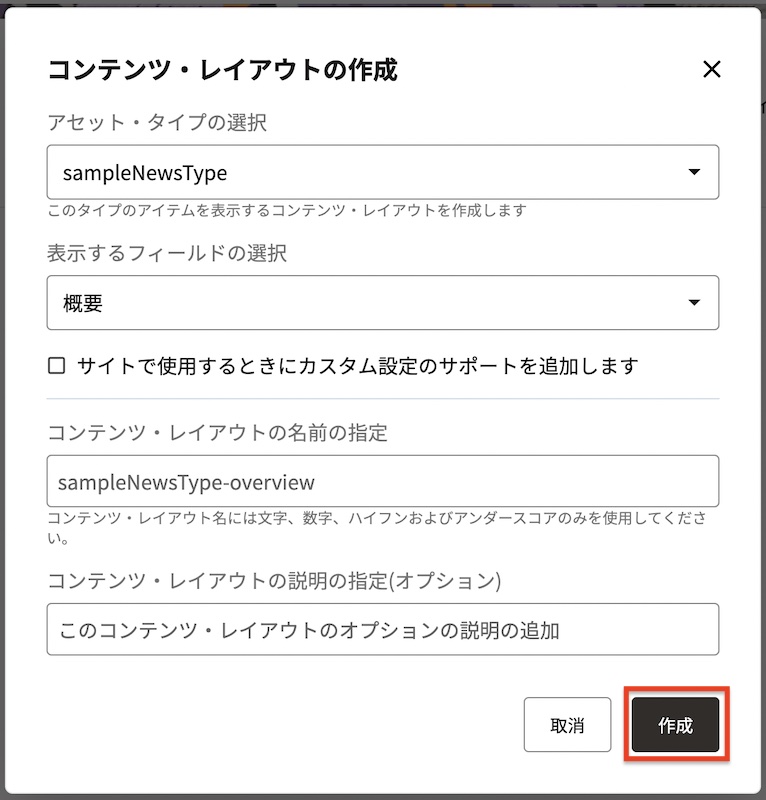 コンテンツ・レイアウトの作成
アセット・タイプの選択
sampleNewsType
このタイプのアイテムを表示するコンテンツ・レイアウトを作成します
表示するフィールドの選択
概要
サイトで使用するときにカスタム設定のサポートを追加します
コンテンツ・レイアウトの名前の指定
sampleNewsType-overview
コンテンツ・レイアウト名には文字、数字、ハイフンおよびアンダースコアのみを使用してくださ
い。
コンテンツ・レイアウトの説明の指定(オプション)
このコンテンツ・レイアウトのオプションの説明の追加
取消
作成